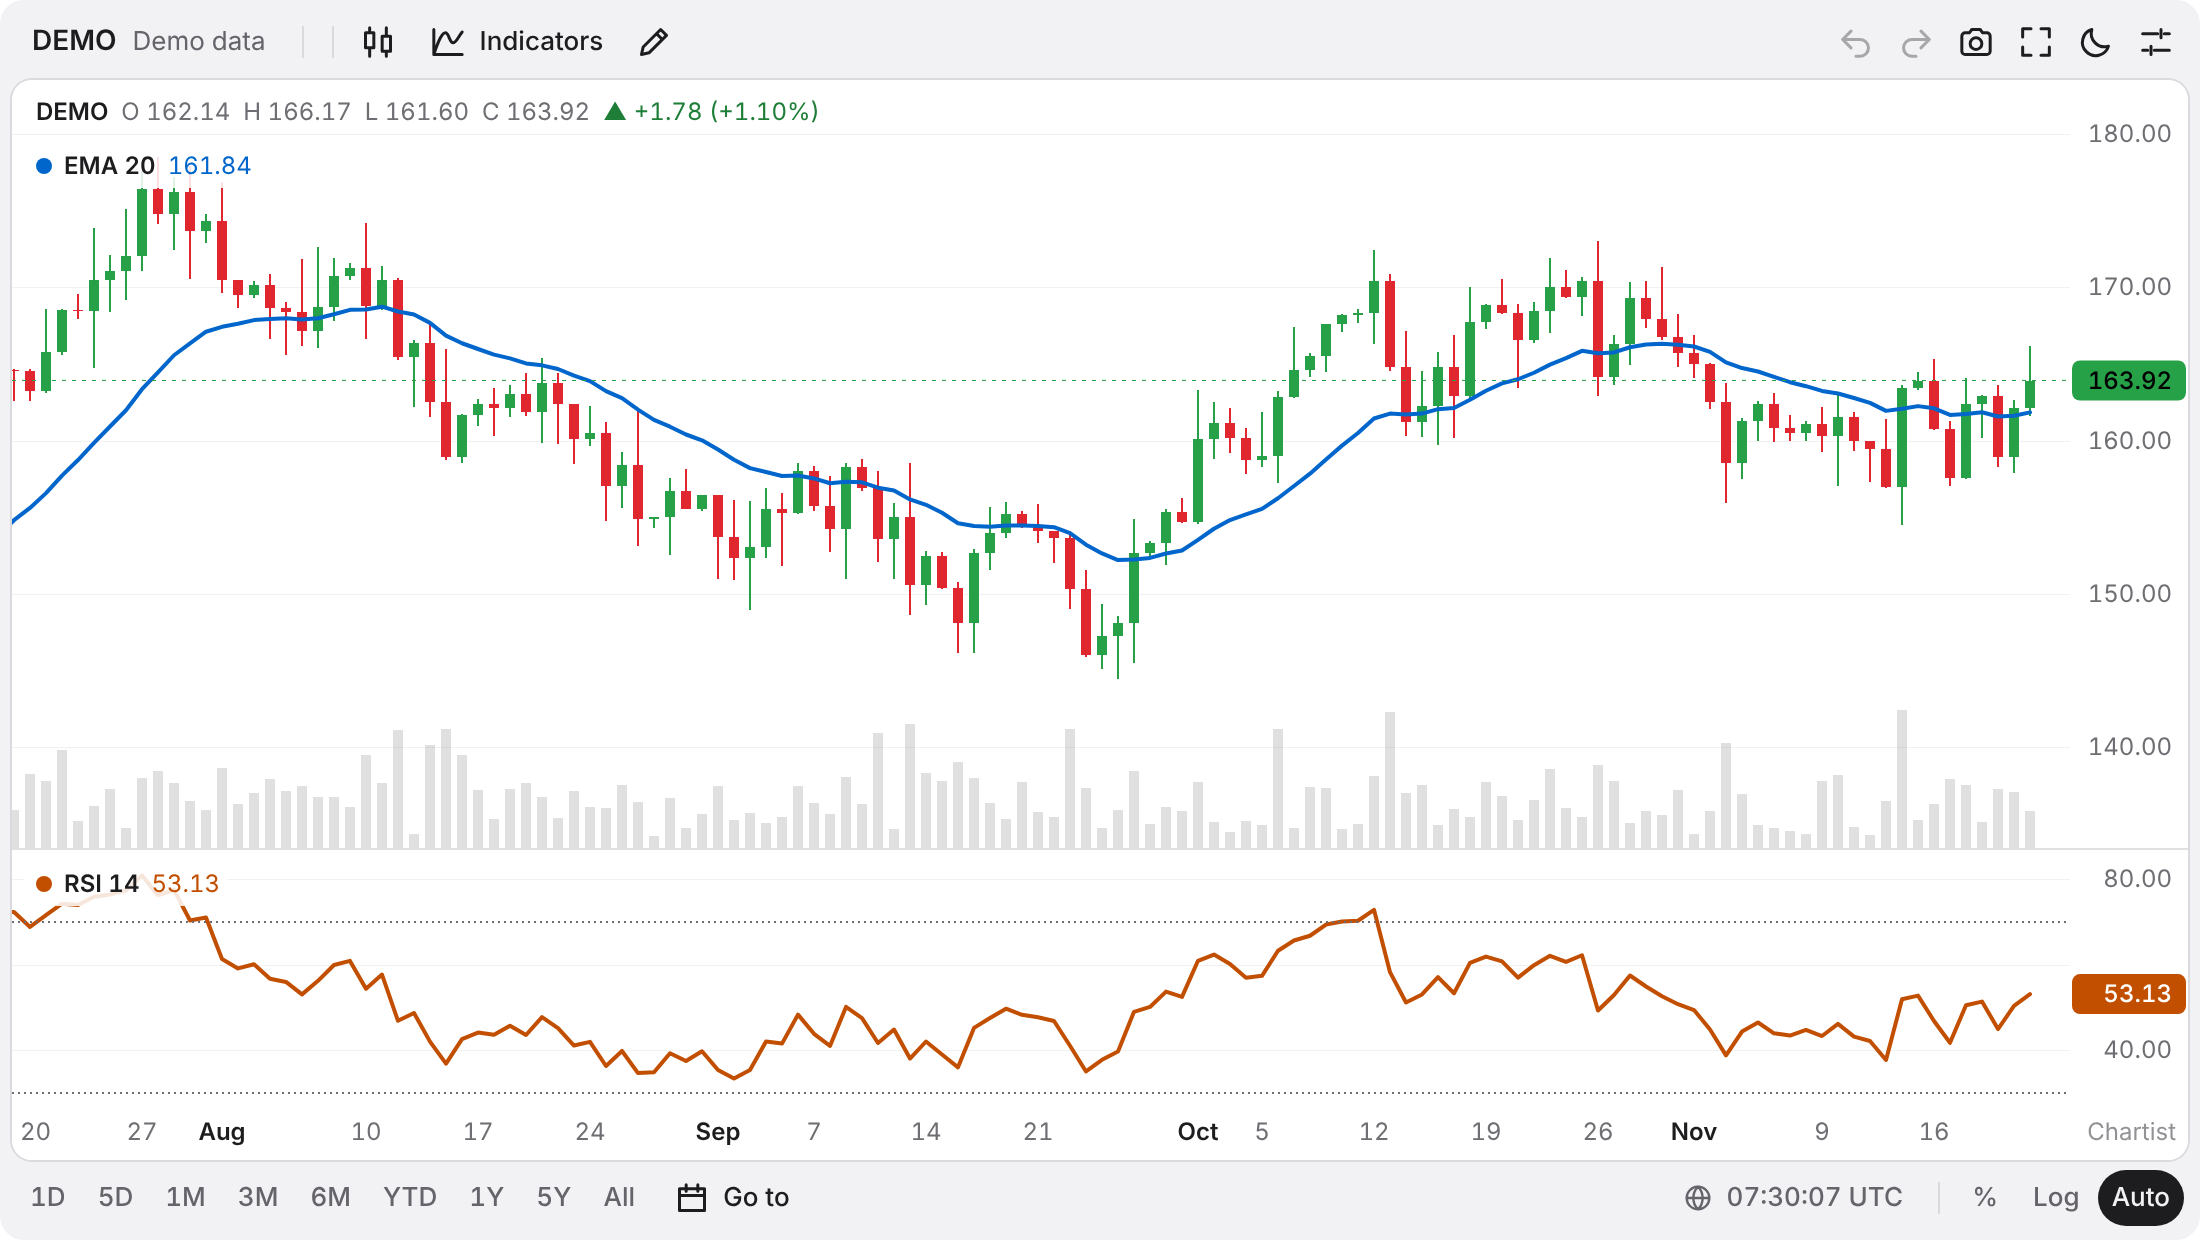 DEMO Demo data Indicators
DEMO O 162.14 H 166.17 L 161.60 C 163.92 ▲ +1.78 (+1.10%)
EMA 20 161.84
180.00
170.00
163.92
160.00
150.00
140.00
RSI 14 53.13
80.00
53.13
40.00
20 27 Aug 10 17 24 Sep 7 14 21 Oct 5 12 19 26 Nov 9 16 Chartist
1D 5D 1M 3M 6M YTD 1Y 5Y All Go to 07:30:07 UTC % Log Auto